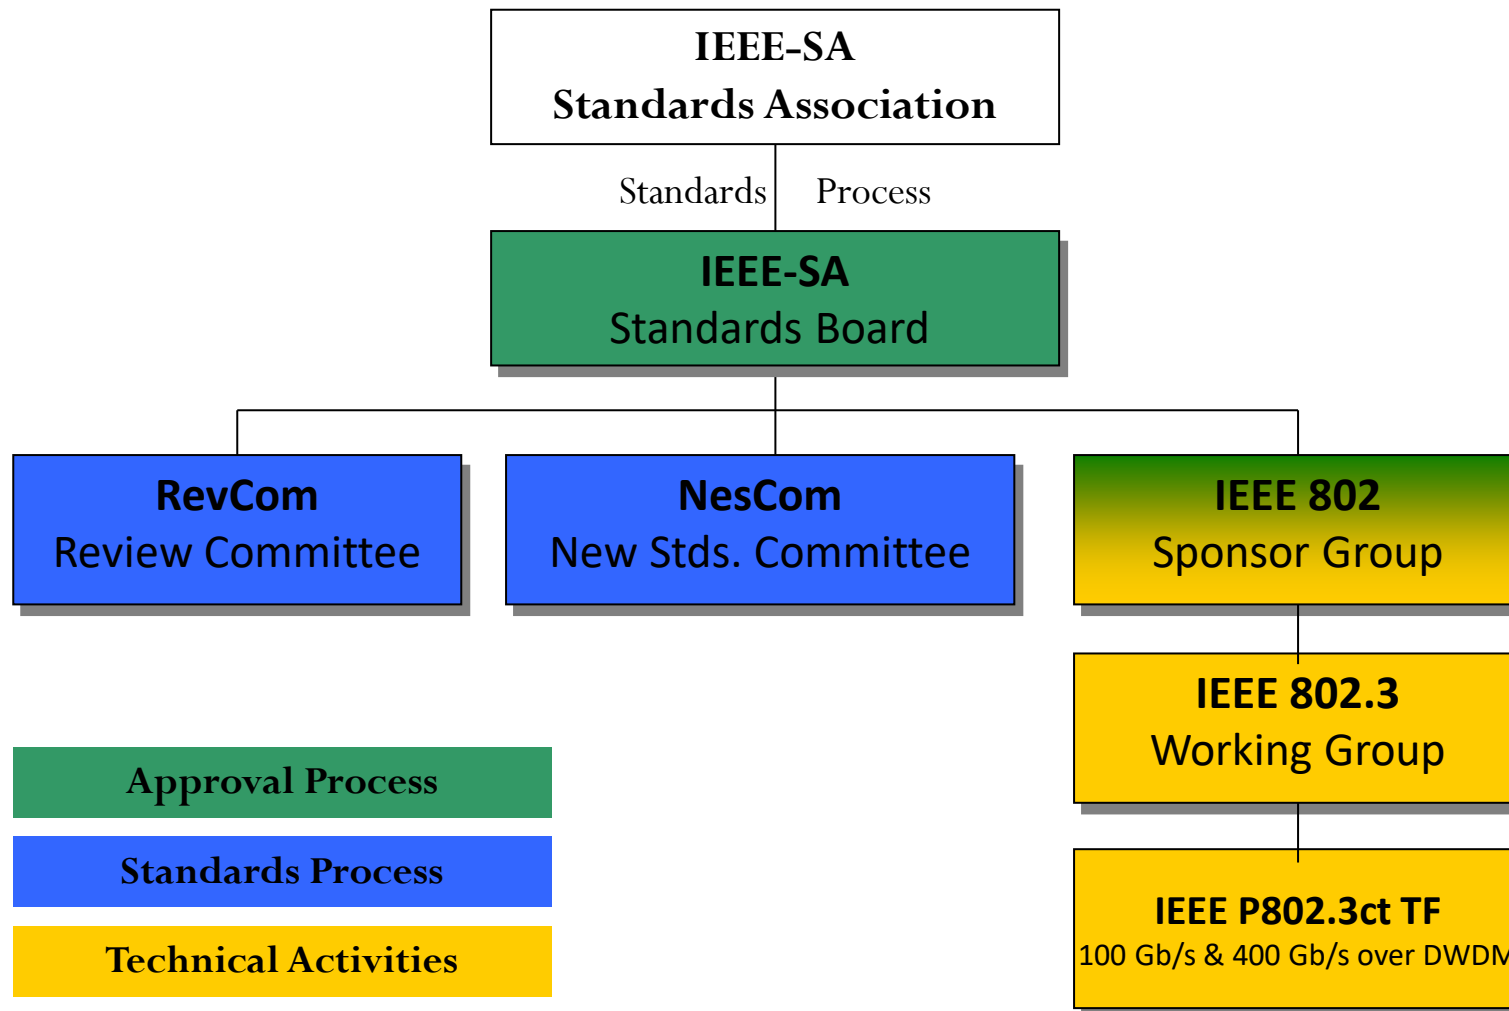 IEEE-SA
Standards Association
Standards Process
IEEE-SA
Standards Board
RevCom
Review Committee
NesCom
New Stds. Committee
IEEE 802
Sponsor Group
IEEE 802.3
Working Group
IEEE P802.3ct TF
100 Gb/s & 400 Gb/s over DWDM
Approval Process
Standards Process
Technical Activities